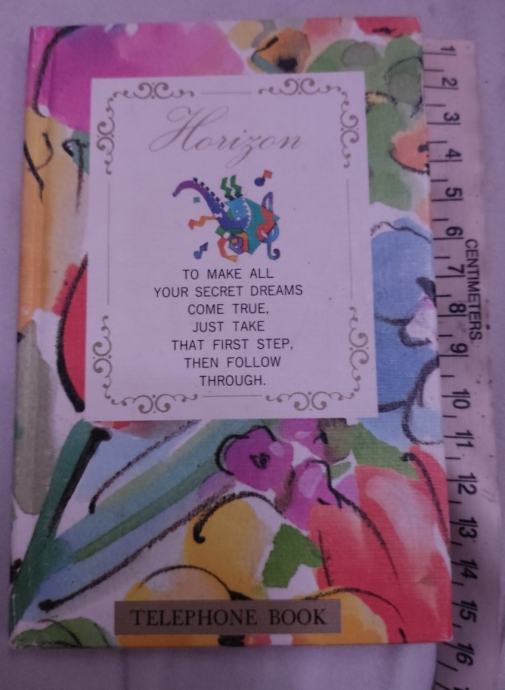 Horizon
TO MAKE ALL
YOUR SECRET DREAMS
COME TRUE,
JUST TAKE
THAT FIRST STEP,
THEN FOLLOW
THROUGH.
TELEPHONE BOOK
1
2
3
4
5
6
7
8
9
10
11
12
13
14
15
16
CENTIMETERS